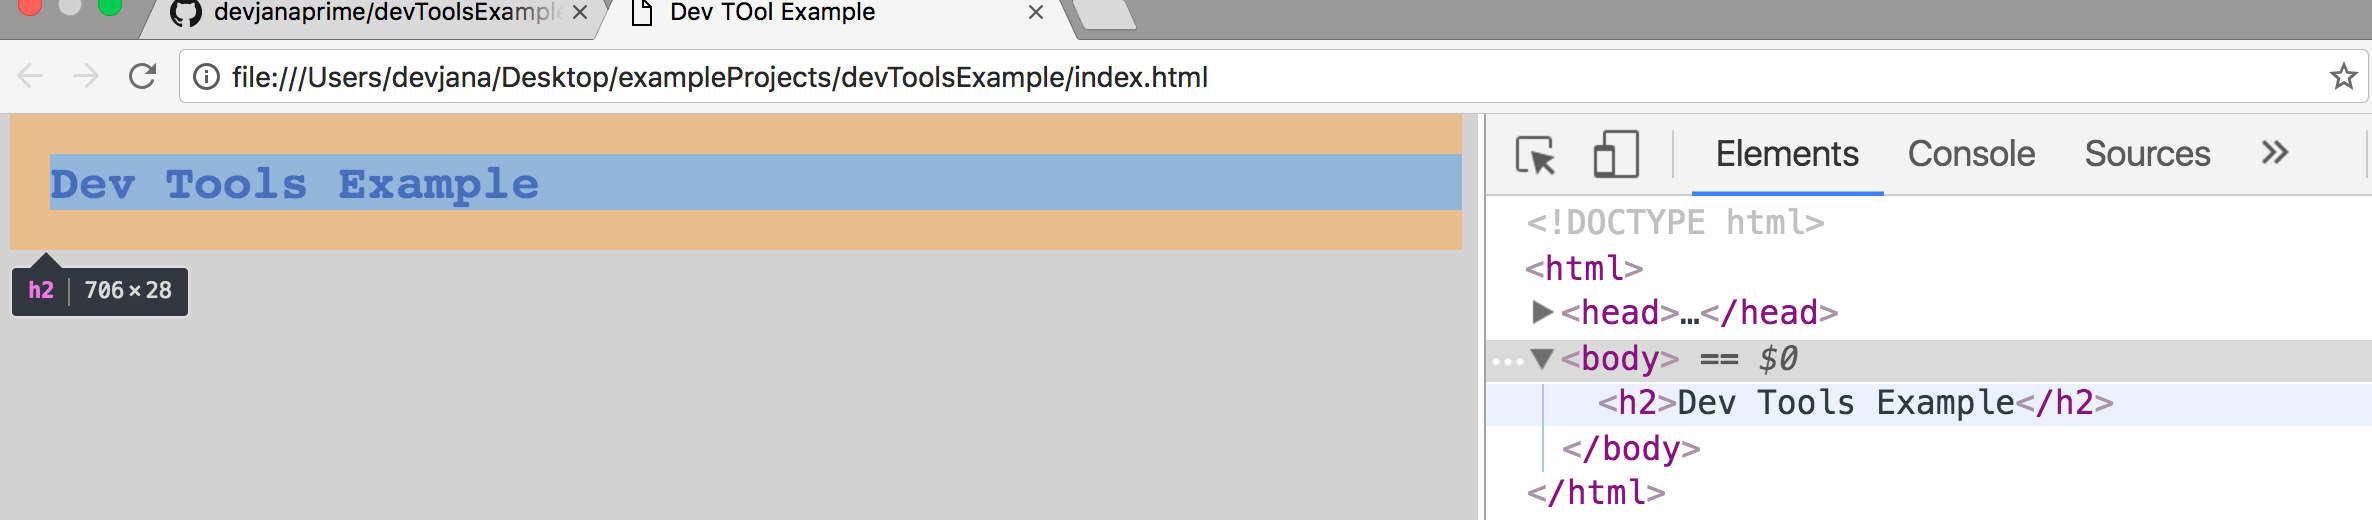 devjanaprime/devToolsExample
Dev TOol Example
file:///Users/devjana/Desktop/exampleProjects/devToolsExample/index.html
Dev Tools Example
h2 706 × 28
Elements Console Sources
<!DOCTYPE html>
<html>
<head>…</head>
<body> == $0
<h2>Dev Tools Example</h2>
</body>
</html>